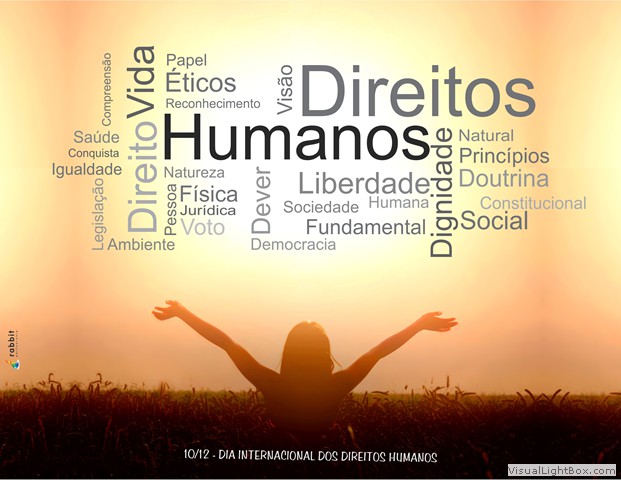 Compreensão
Vida
Papel
Éticos
Reconhecimento
Visão
Direitos
Humanos
Saúde
Conquista
Igualdade
Direito
Legislação
Ambiente
Natureza
Pessoa
Física
Jurídica
Voto
Dever
Liberdade
Sociedade
Humana
Fundamental
Democracia
Dignidade
Natural
Princípios
Doutrina
Constitucional
Social
rabbit
10/12 - DIA INTERNACIONAL DOS DIREITOS HUMANOS
VisualLightBox.com